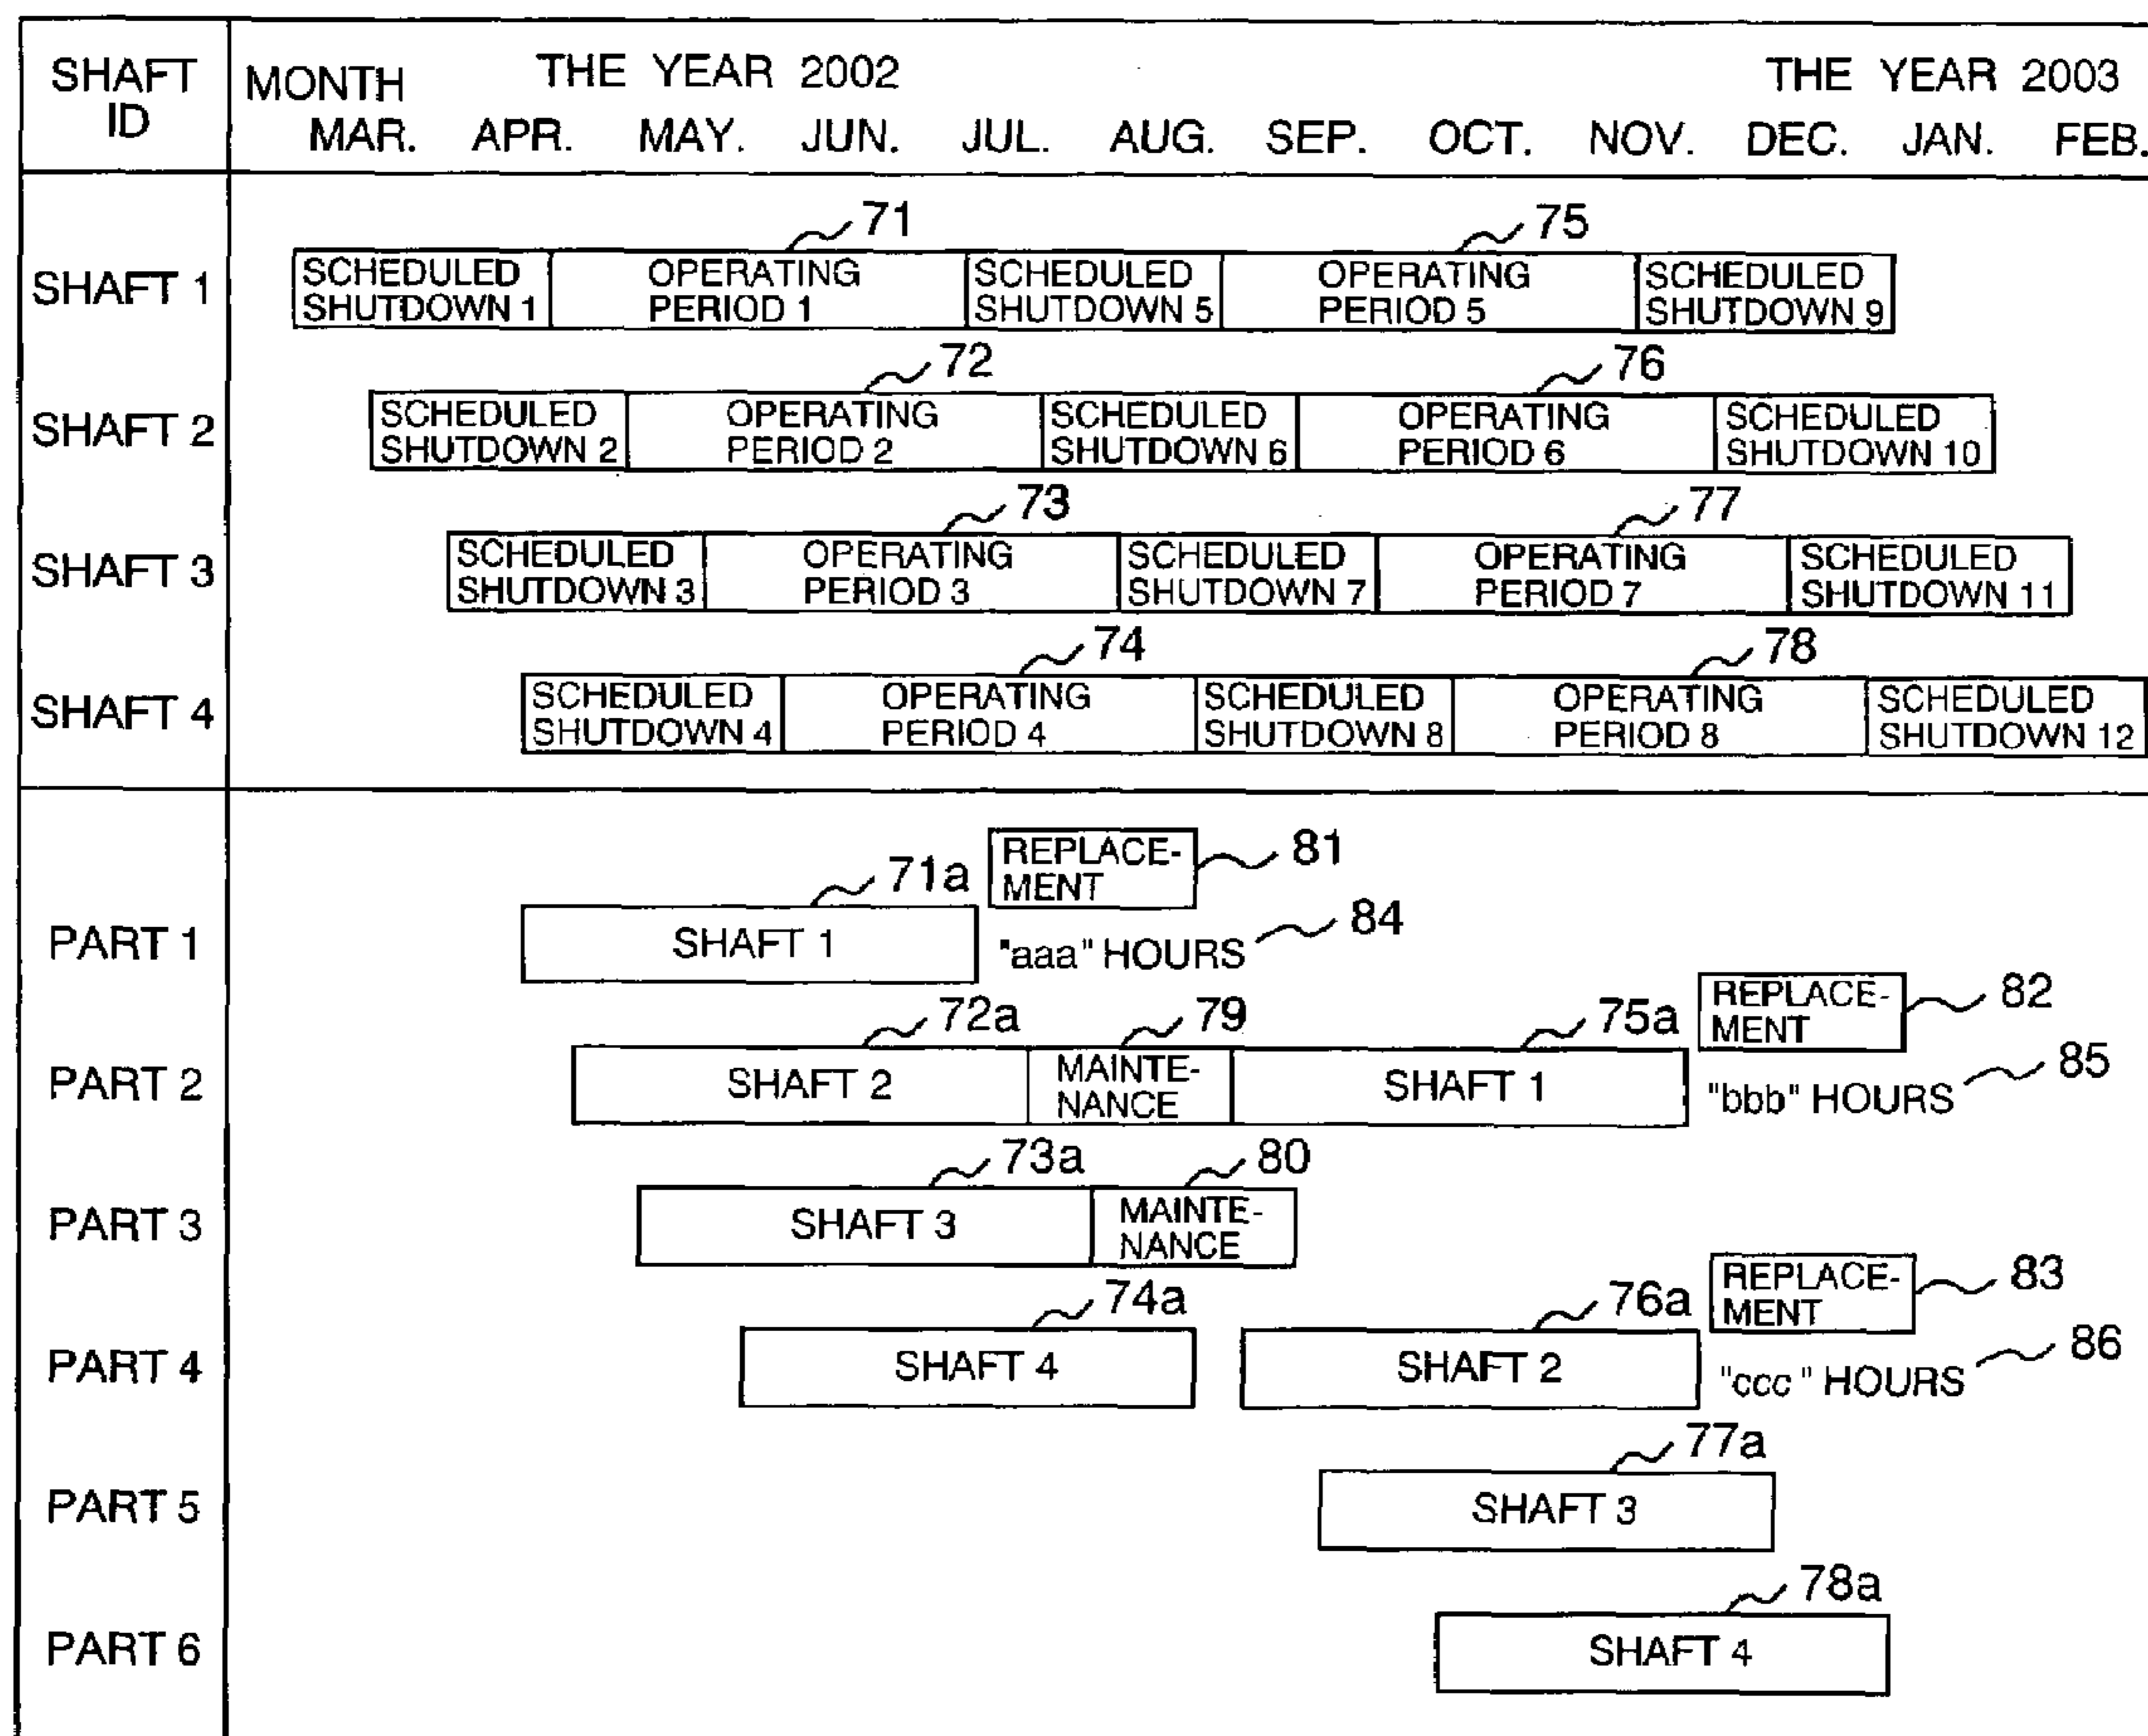 SHAFT
ID
MONTH THE YEAR 2002 THE YEAR 2003
MAR. APR. MAY. JUN. JUL. AUG. SEP. OCT. NOV. DEC. JAN. FEB.
71 75
SHAFT 1
SCHEDULED
SHUTDOWN 1
OPERATING
PERIOD 1
SCHEDULED
SHUTDOWN 5
OPERATING
PERIOD 5
SCHEDULED
SHUTDOWN 9
72 76
SHAFT 2
SCHEDULED
SHUTDOWN 2
OPERATING
PERIOD 2
SCHEDULED
SHUTDOWN 6
OPERATING
PERIOD 6
SCHEDULED
SHUTDOWN 10
73 77
SHAFT 3
SCHEDULED
SHUTDOWN 3
OPERATING
PERIOD 3
SCHEDULED
SHUTDOWN 7
OPERATING
PERIOD 7
SCHEDULED
SHUTDOWN 11
74 78
SHAFT 4
SCHEDULED
SHUTDOWN 4
OPERATING
PERIOD 4
SCHEDULED
SHUTDOWN 8
OPERATING
PERIOD 8
SCHEDULED
SHUTDOWN 12
REPLACE-
MENT
81
71a
84
PART 1
SHAFT 1
"aaa" HOURS
REPLACE-
MENT
82
72a 79 75a
85
PART 2
SHAFT 2
MAINTE-
NANCE
SHAFT 1
"bbb" HOURS
73a 80
PART 3
SHAFT 3
MAINTE-
NANCE
REPLACE-
MENT
83
74a 76a
86
PART 4
SHAFT 4
SHAFT 2
"ccc" HOURS
77a
PART 5
SHAFT 3
78a
PART 6
SHAFT 4